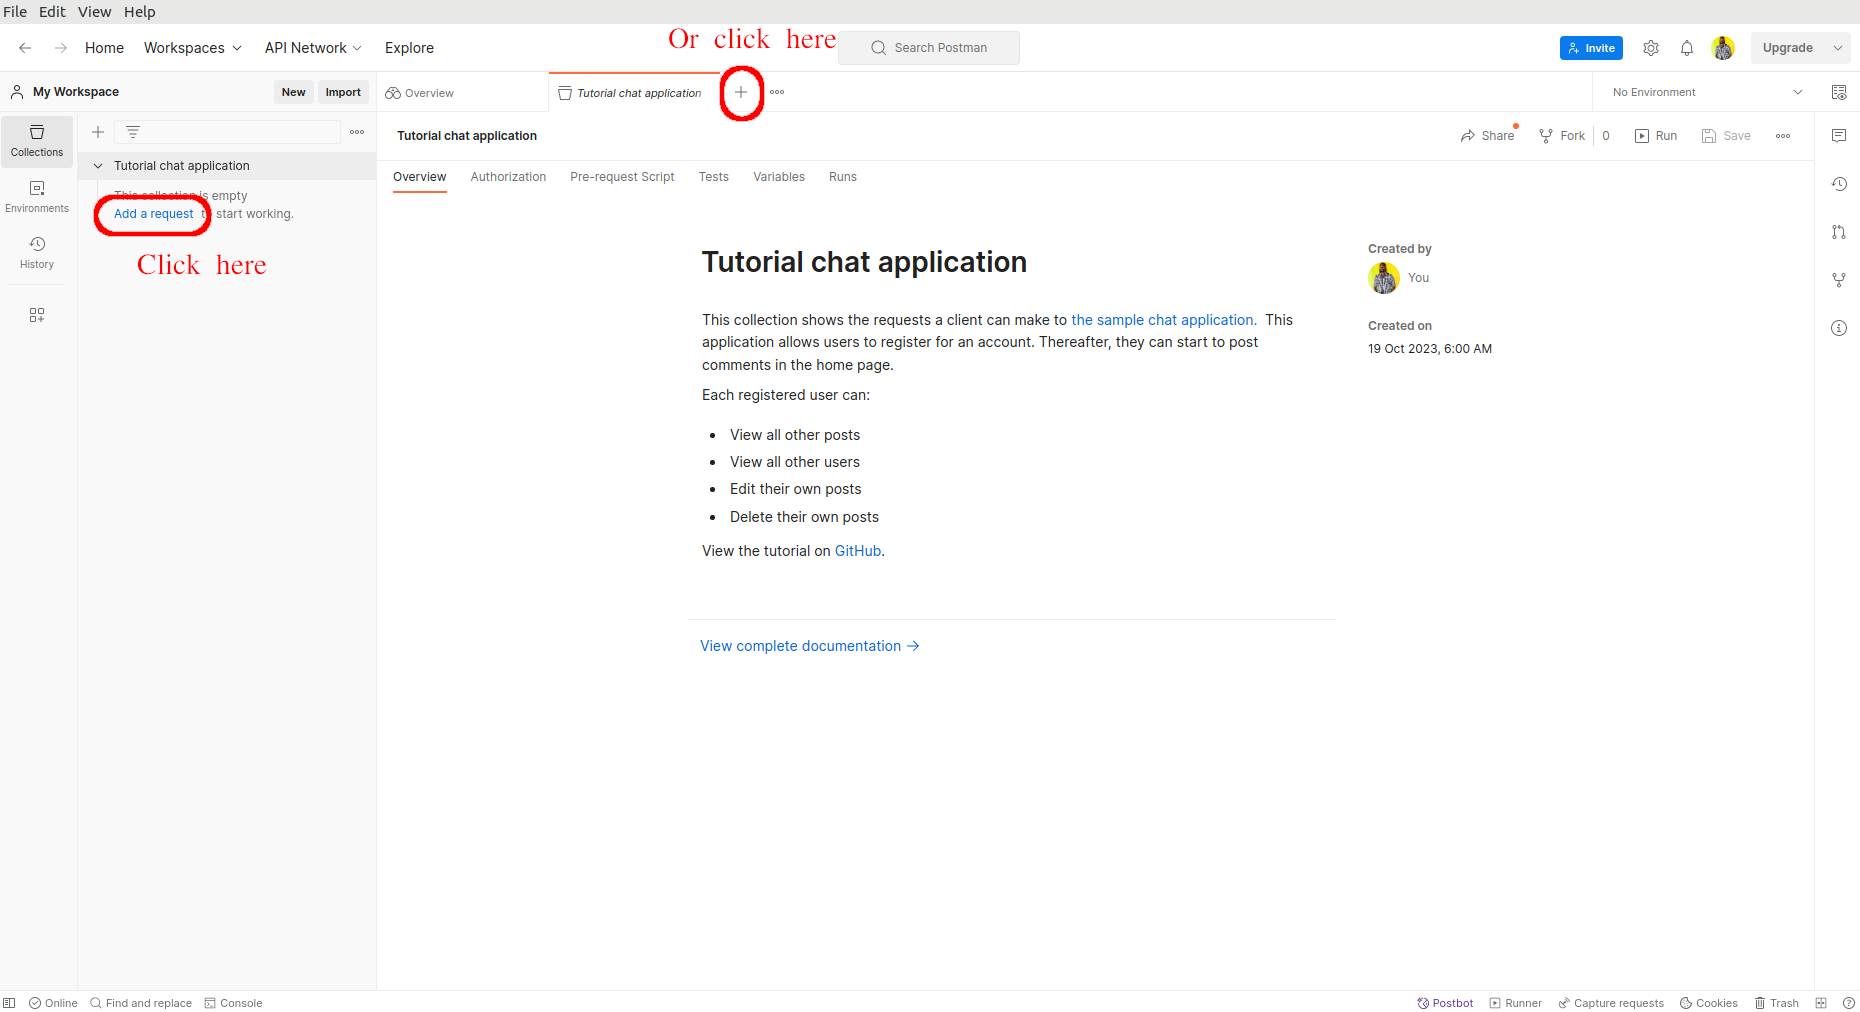 File Edit View Help
Home Workspaces API Network Explore Or click here Search Postman Invite Upgrade
My Workspace New Import Overview Tutorial chat application No Environment
Collections
Environments
History
Tutorial chat application
This collection is empty
Add a request to start working.
Click here
Tutorial chat application Share Fork 0 Run Save
Overview Authorization Pre-request Script Tests Variables Runs
Tutorial chat application
This collection shows the requests a client can make to the sample chat application. This
application allows users to register for an account. Thereafter, they can start to post
comments in the home page.
Each registered user can:
View all other posts
View all other users
Edit their own posts
Delete their own posts
View the tutorial on GitHub.
View complete documentation →
Created by
You
Created on
19 Oct 2023, 6:00 AM
Online Find and replace Console Postbot Runner Capture requests Cookies Trash